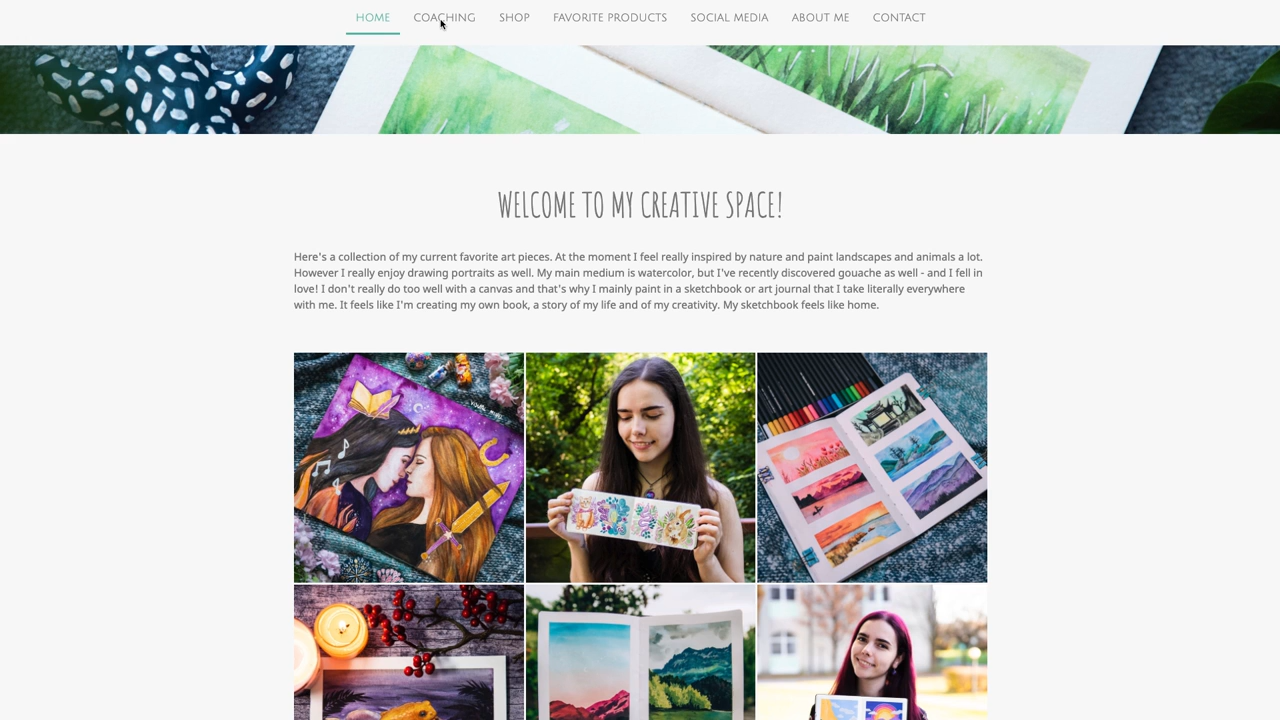 HOME COACHING SHOP FAVORITE PRODUCTS SOCIAL MEDIA ABOUT ME CONTACT
WELCOME TO MY CREATIVE SPACE!
Here's a collection of my current favorite art pieces. At the moment I feel really inspired by nature and paint landscapes and animals a lot.
However I really enjoy drawing portraits as well. My main medium is watercolor, but I've recently discovered gouache as well - and I fell in
love! I don't really do too well with a canvas and that's why I mainly paint in a sketchbook or art journal that I take literally everywhere
with me. It feels like I'm creating my own book, a story of my life and of my creativity. My sketchbook feels like home.